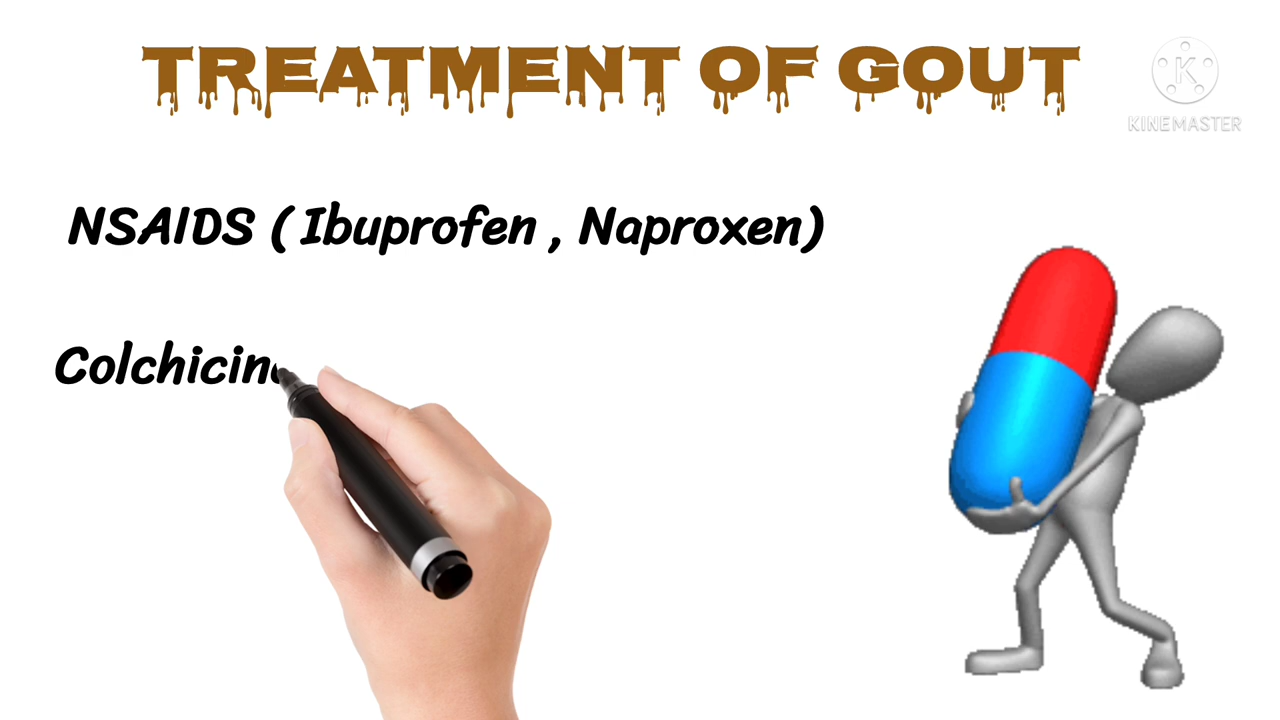 TREATMENT OF GOUT
K
KINEMASTER
NSAIDS ( Ibuprofen , Naproxen)
Colchicine